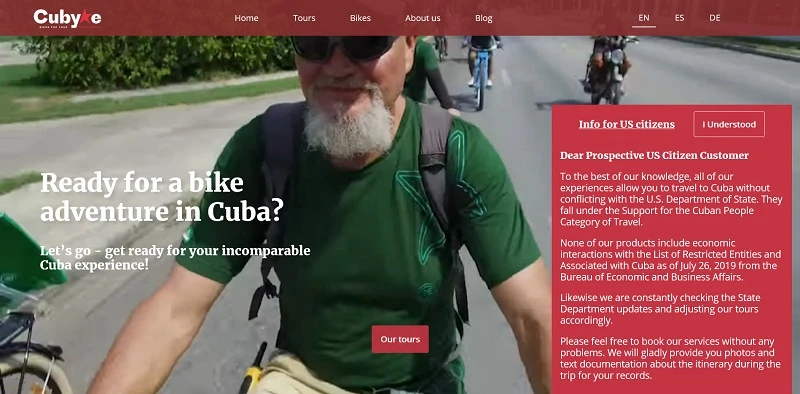 Cuby e
Home
Tours
Bikes
About us
Blog
EN
ES
DE
Info for US citizens
I Understood
Dear Prospective US Citizen Customer
To the best of our knowledge, all of our
experiences allow you to travel to Cuba without
conflicting with the U.S. Department of State. They
fall under the Support for the Cuban People
Category of Travel.
None of our products include economic
interactions with the List of Restricted Entities and
Associated with Cuba as of July 26, 2019 from the
Bureau of Economic and Business Affairs.
Likewise we are constantly checking the State
Department updates and adjusting our tours
accordingly.
Please feel free to book our services without any
problems. We will gladly provide you photos and
text documentation about the itinerary during the
trip for your records.
Ready for a bike
adventure in Cuba?
Let's go - get ready for your incomparable
Cuba experience!
Our tours